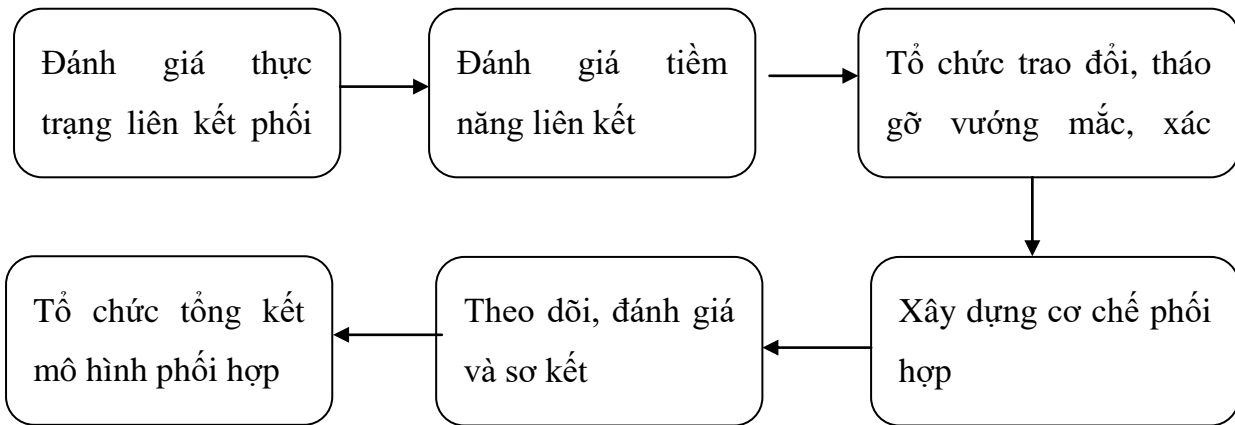 Đánh giá thực
trạng liên kết phối
Đánh giá tiềm
năng liên kết
Tổ chức trao đổi, tháo
gỡ vướng mắc, xác
Xây dựng cơ chế phối
hợp
Theo dõi, đánh giá
và sơ kết
Tổ chức tổng kết
mô hình phối hợp